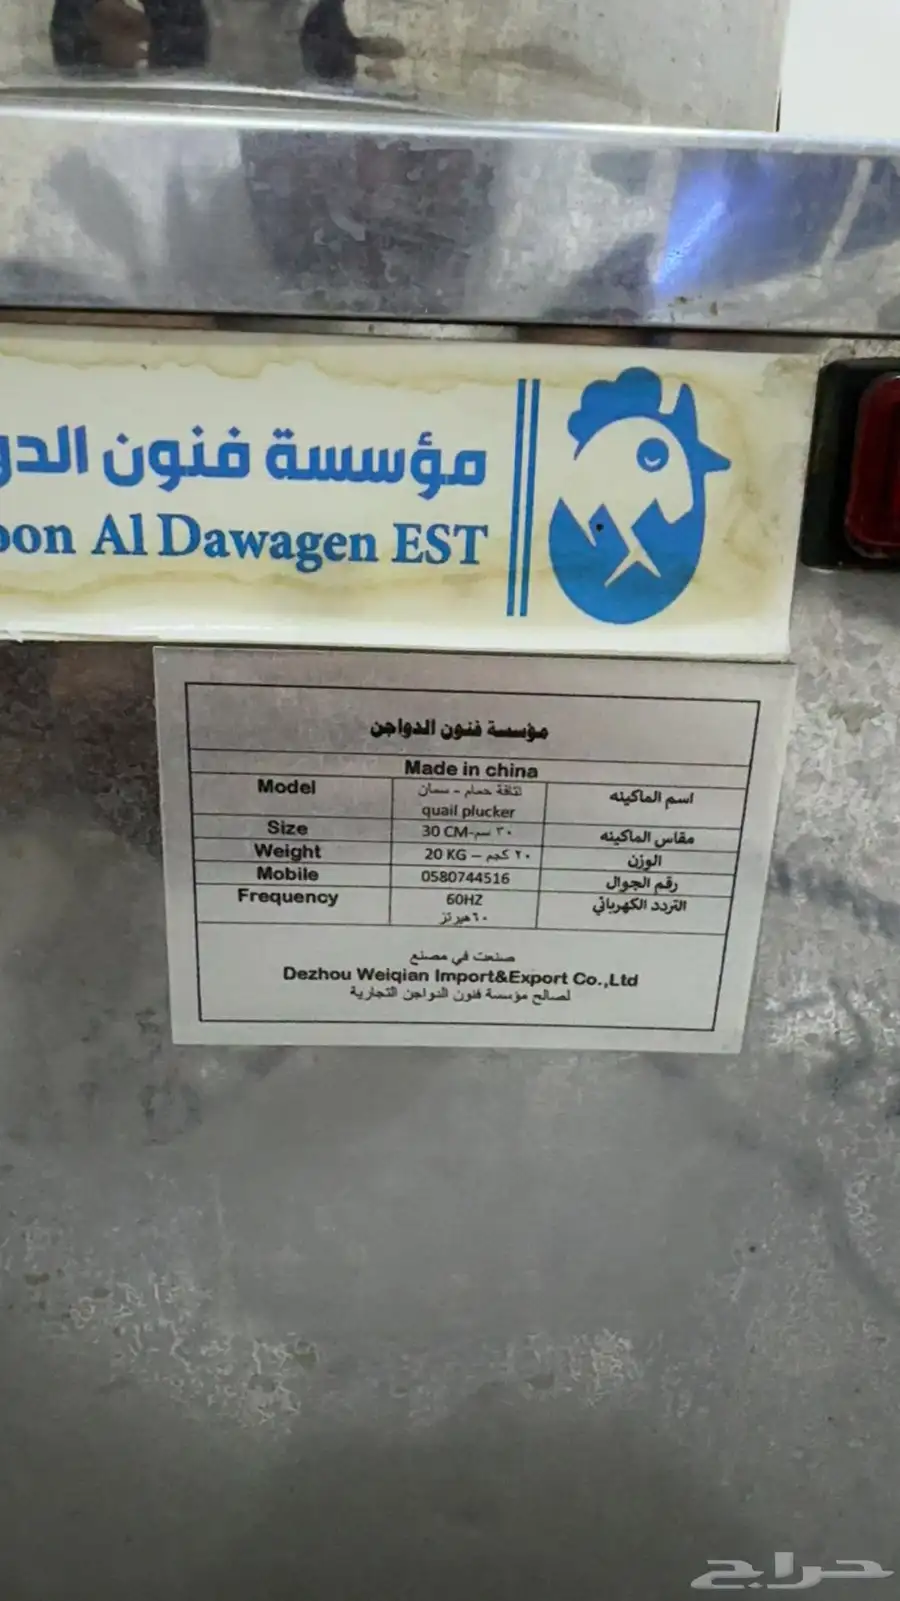 مؤسسة فنون الدو
oon Al Dawagen EST
مؤسسة فنون الدواجن
Made in china
Model نتافة حمام - سمان اسم الماكينه
quail plucker
Size 30 CM-٣٠ سم مقاس الماكينه
Weight 20 KG – ٢٠ كجم الوزن
Mobile 0580744516 رقم الجوال
Frequency 60HZ التردد الكهربائي
٦٠هيرتز
صنعت في مصنع
Dezhou Weiqian Import&Export Co.,Ltd
لصالح مؤسسة فنون الدواجن التجارية
حراج